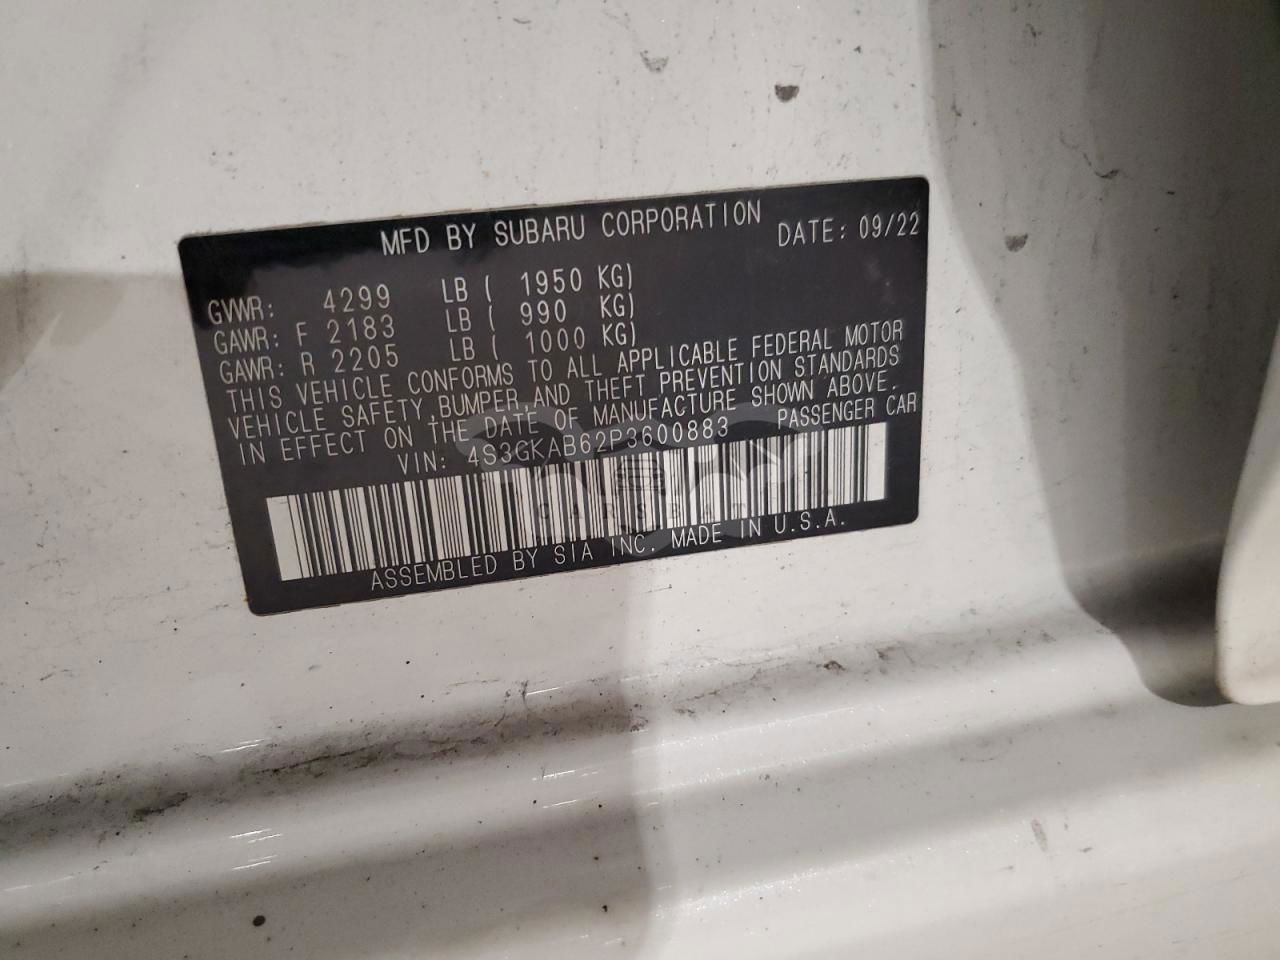 MFD BY SUBARU CORPORATION DATE: 09/22
GVWR: 4299 LB ( 1950 KG)
GAWR: F 2183 LB ( 990 KG)
GAWR: R 2205 LB ( 1000 KG)
THIS VEHICLE CONFORMS TO ALL APPLICABLE FEDERAL MOTOR
VEHICLE SAFETY,BUMPER,AND THEFT PREVENTION STANDARDS
IN EFFECT ON THE DATE OF MANUFACTURE SHOWN ABOVE.
VIN: 4S3GKAB62P3600883 PASSENGER CAR
ASSEMBLED BY SIA INC. MADE IN U.S.A.